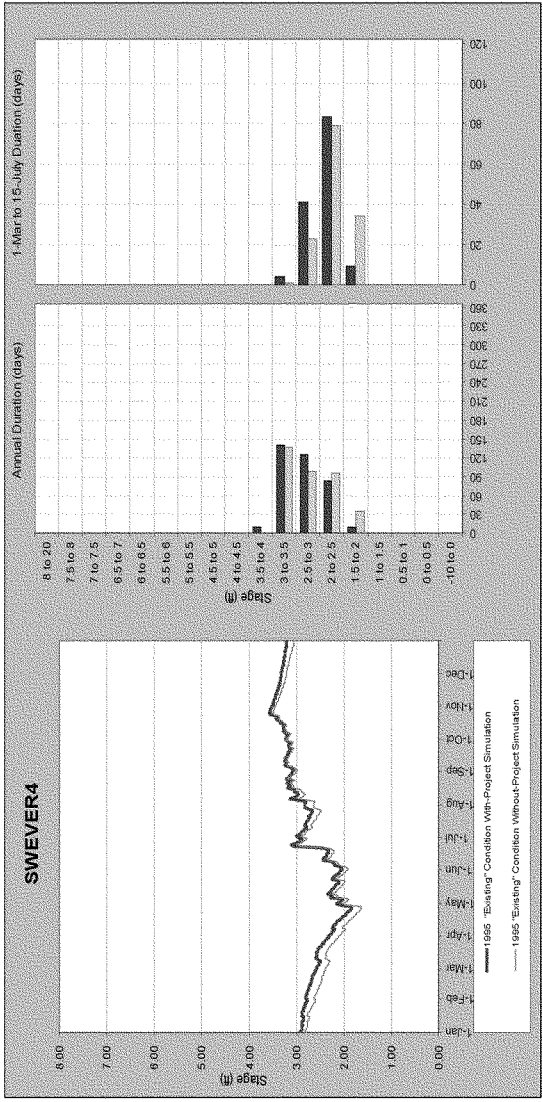 SWEVER4
Stage (ft)
8.00
7.00
6.00
5.00
4.00
3.00
2.00
1.00
0.00
1-Jan
1-Feb
1-Mar
1-Apr
1-May
1-Jun
1-Jul
1-Aug
1-Sep
1-Oct
1-Nov
1-Dec
1995 "Existing" Condition With-Project Simulation
1995 "Existing" Condition Without-Project Simulation
Annual Duration (days)
Stage (ft)
8 to 20
7.5 to 8
7 to 7.5
6.5 to 7
6 to 6.5
5.5 to 6
5 to 5.5
4.5 to 5
4 to 4.5
3.5 to 4
3 to 3.5
2.5 to 3
2 to 2.5
1.5 to 2
1 to 1.5
0.5 to 1
0 to 0.5
-10 to 0
0
30
60
90
120
150
180
210
240
270
300
330
360
1-Mar to 15-July Duation (days)
0
20
40
60
80
100
120